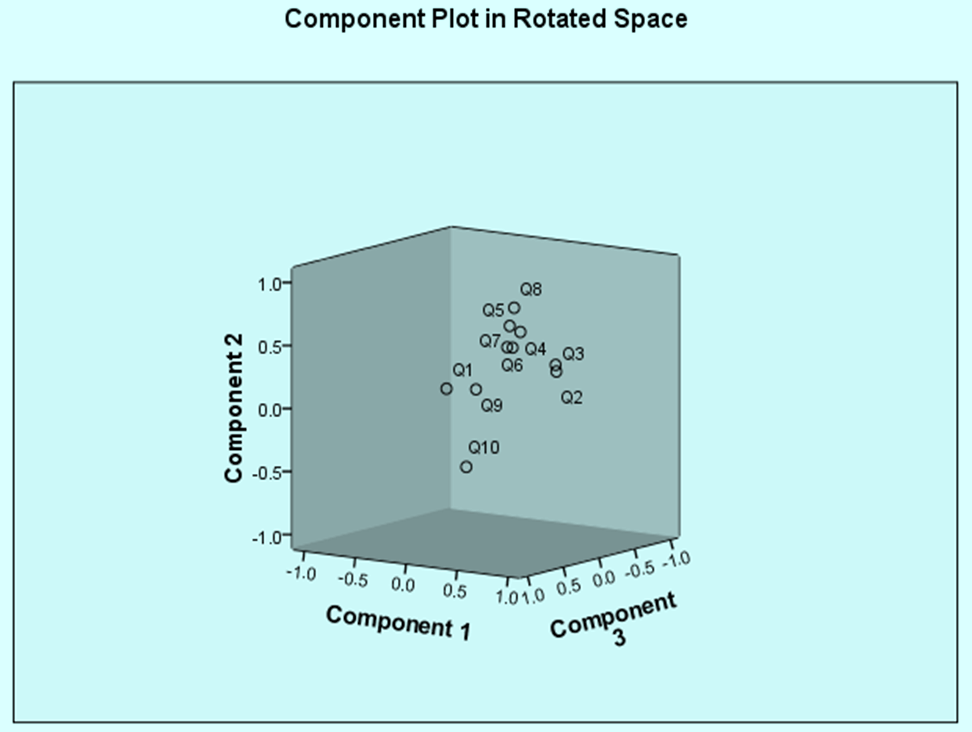 Component Plot in Rotated Space
Component 2
1.0
0.5
0.0
-0.5
-1.0
Q8
Q5
Q7
Q4
Q3
Q6
Q1
Q2
Q9
Q10
-1.0 -0.5 0.0 0.5 1.0
Component 1
1.0 0.5 0.0 -0.5 -1.0
Component
3